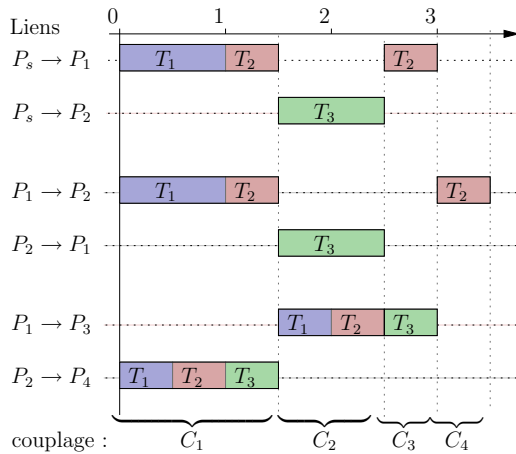 0 1 2 3
Liens
P_s → P_1 T_1 T_2 T_2
P_s → P_2 T_3
P_1 → P_2 T_1 T_2 T_2
P_2 → P_1 T_3
P_1 → P_3 T_1 T_2 T_3
P_2 → P_4 T_1 T_2 T_3
couplage : C_1 C_2 C_3 C_4